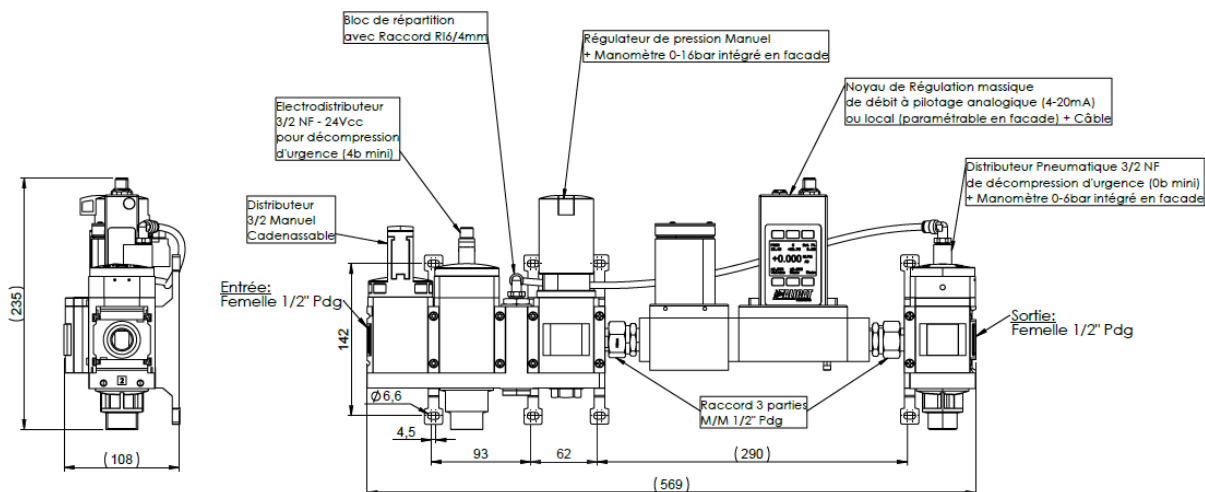 Bloc de répartition
avec Raccord RI6/4mm
Régulateur de pression Manuel
+ Manomètre 0-16bar intégré en facade
Noyau de Régulation massique
de débit à pilotage analogique (4-20mA)
ou local (paramétrable en facade) + Câble
Electrodistributeur
3/2 NF - 24Vcc
pour décompression
d'urgence (4b mini)
Distributeur Pneumatique 3/2 NF
de décompression d'urgence (0b mini)
+ Manomètre 0-6bar intégré en facade
Distributeur
3/2 Manuel
Cadenassable
+0.000
ALICAT
Entrée:
Femelle 1/2" Pdg
Sortie:
Femelle 1/2" Pdg
(235)
142
2
Ø6,6
Raccord 3 parties
M/M 1/2" Pdg
4,5
(108)
93
62
(290)
(569)